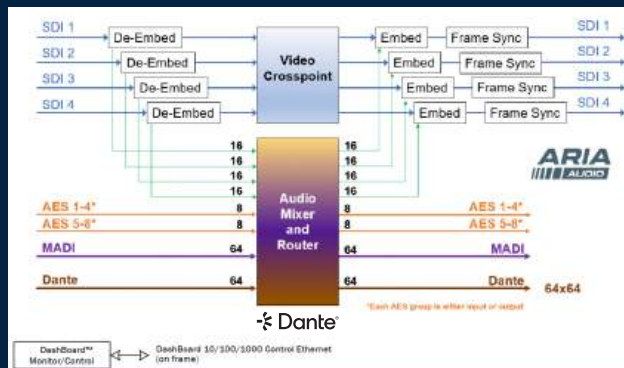 SDI 1 De-Embed Video Crosspoint Embed Frame Sync SDI 1
SDI 2 De-Embed Embed Frame Sync SDI 2
SDI 3 De-Embed Embed Frame Sync SDI 3
SDI 4 De-Embed Embed Frame Sync SDI 4
16 16
16 16
16 16
16 16
ARIA
AUDIO
Audio
Mixer
and
Router
AES 1-4* 8 8 AES 1-4*
AES 5-8* 8 8 AES 5-8*
MADI 64 64 MADI
Dante 64 64 Dante 64x64
*Each AES group is either input or output
Dante®
DashBoard™
Monitor/Control
DashBoard 10/100/1000 Control Ethernet
(on frame)